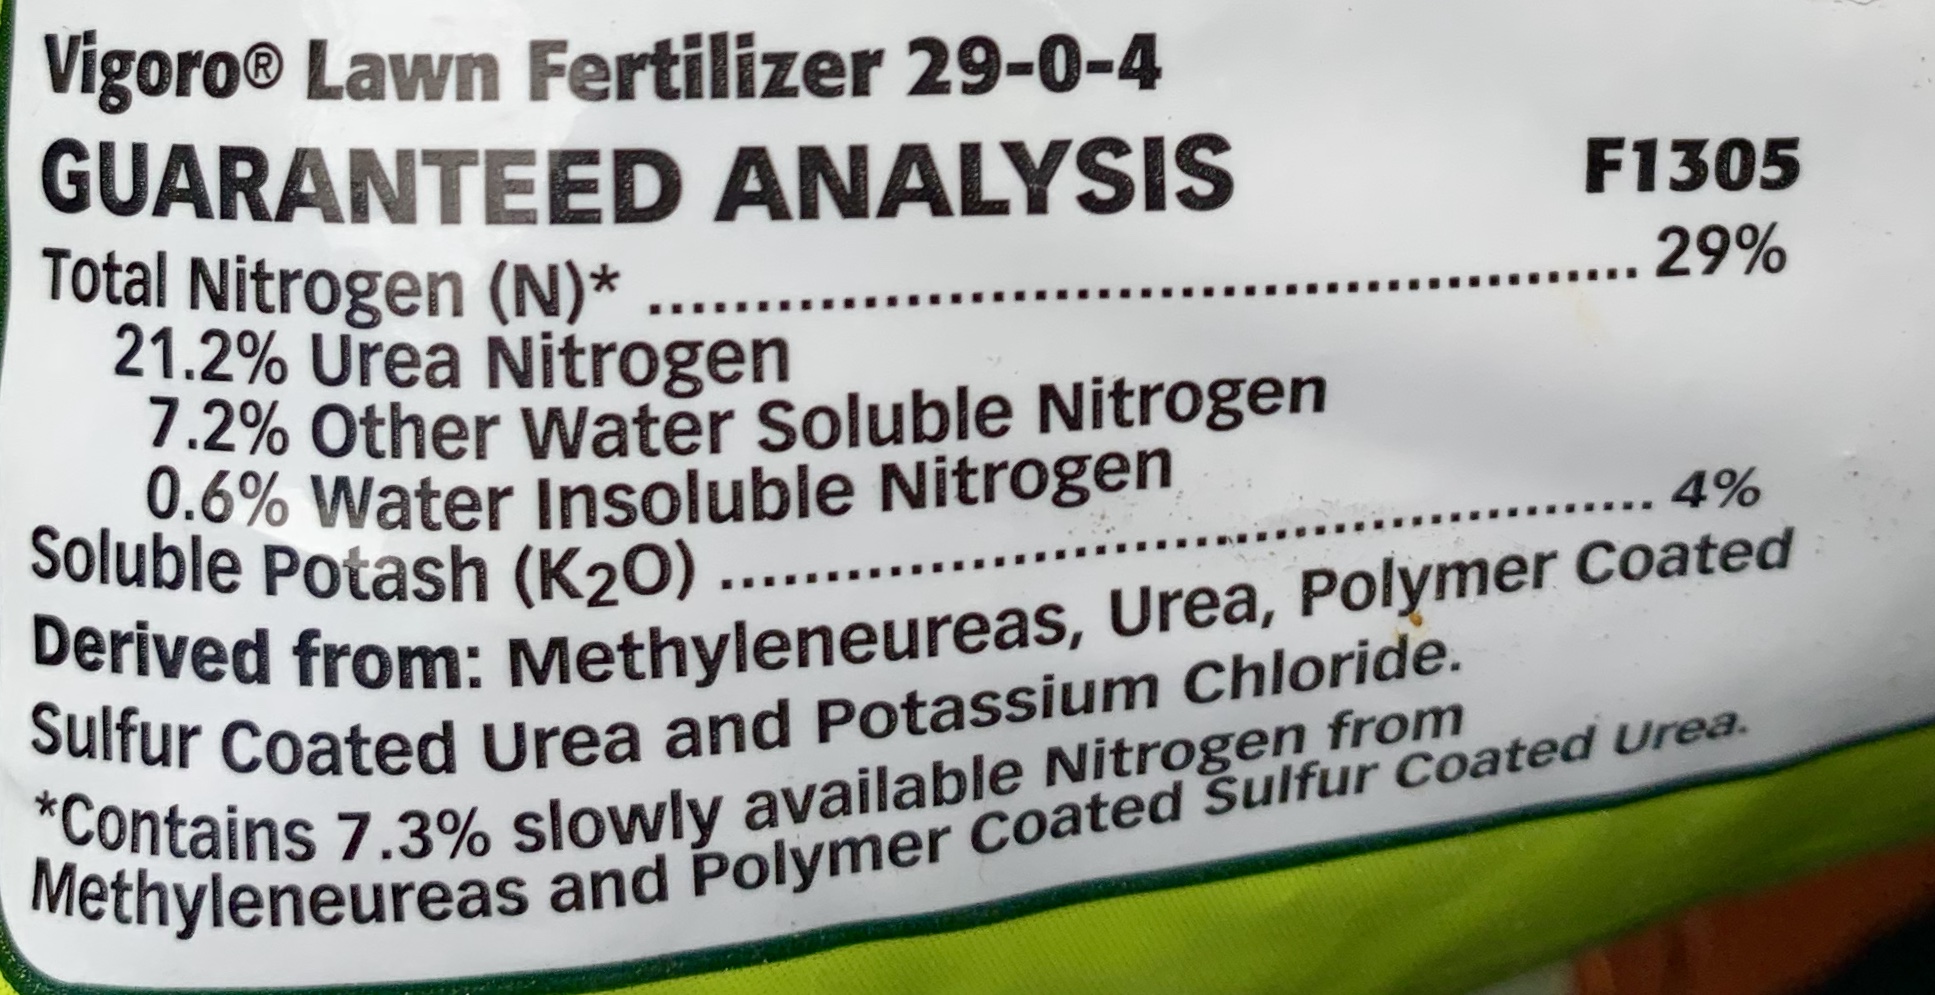 Vigoro® Lawn Fertilizer 29-0-4
GUARANTEED ANALYSIS F1305
Total Nitrogen (N)* ................................................ 29%
21.2% Urea Nitrogen
7.2% Other Water Soluble Nitrogen
0.6% Water Insoluble Nitrogen
Soluble Potash (K2O) ............................................. 4%
Derived from: Methyleneureas, Urea, Polymer Coated
Sulfur Coated Urea and Potassium Chloride.
*Contains 7.3% slowly available Nitrogen from
Methyleneureas and Polymer Coated Sulfur Coated Urea.